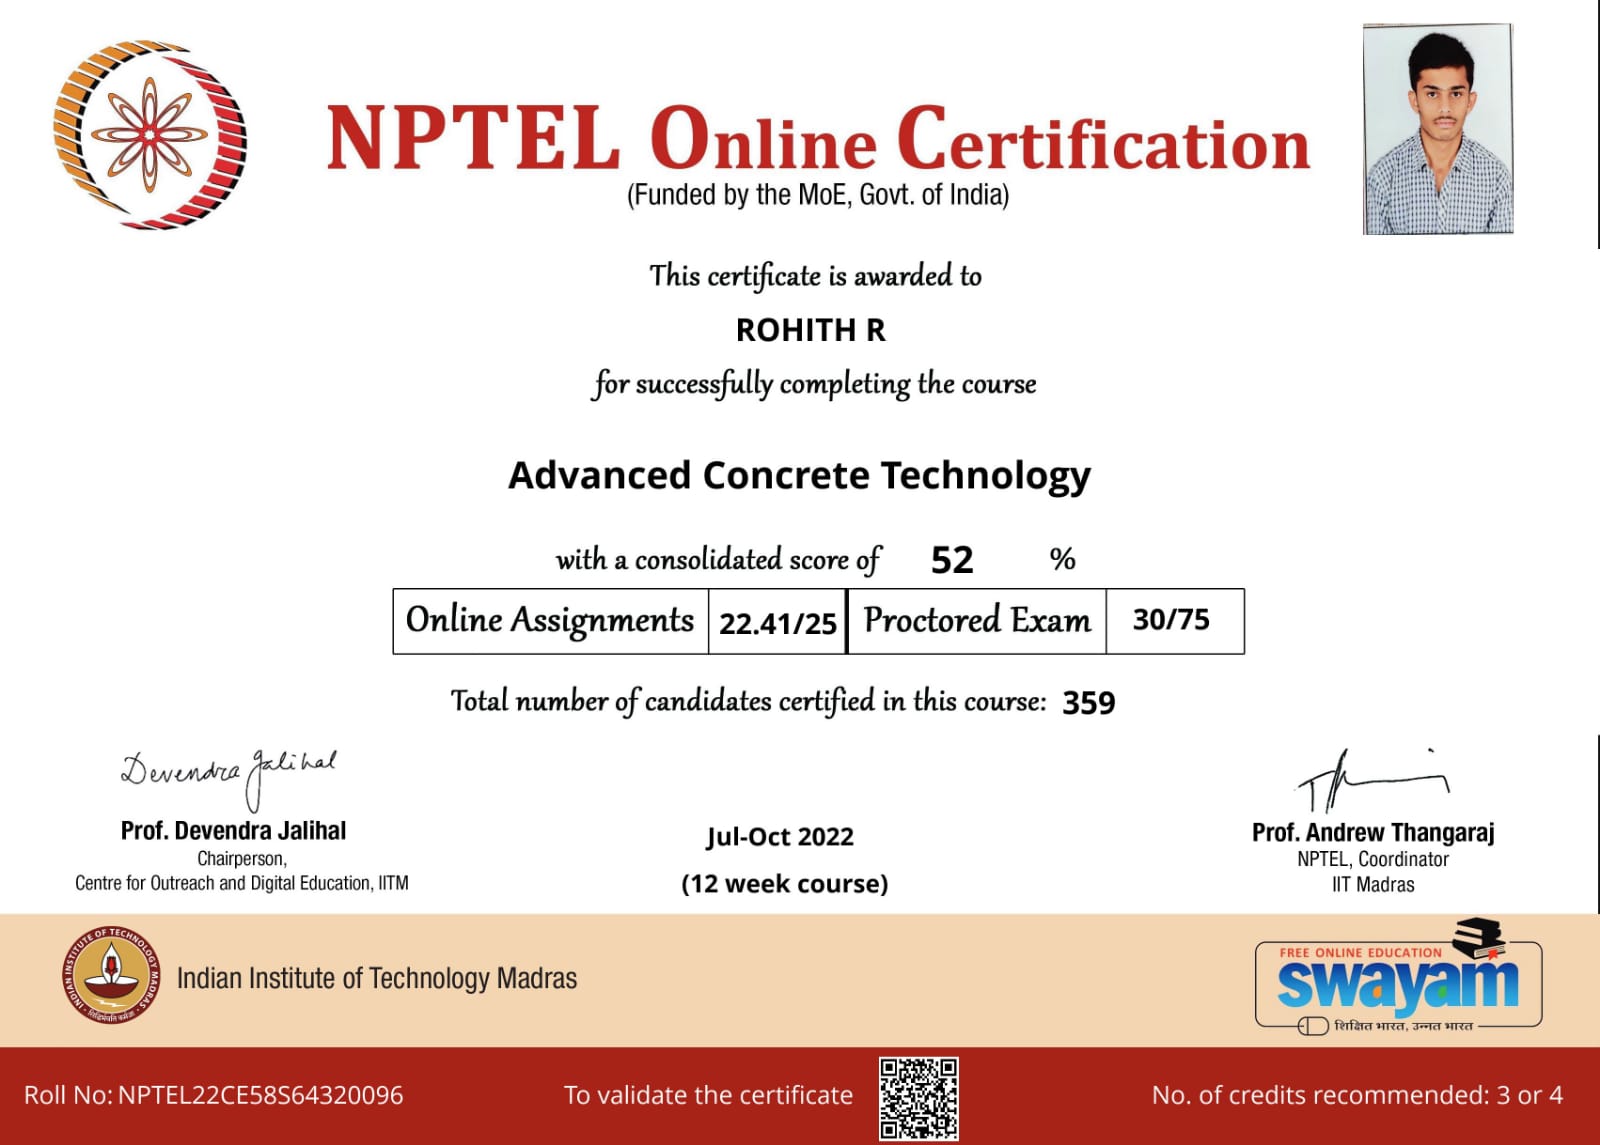 NPTEL Online Certification
(Funded by the MoE, Govt. of India)
This certificate is awarded to
ROHITH R
for successfully completing the course
Advanced Concrete Technology
with a consolidated score of 52 %
Online Assignments 22.41/25 Proctored Exam 30/75
Total number of candidates certified in this course: 359
Devendra Jalihal
Prof. Devendra Jalihal
Chairperson,
Centre for Outreach and Digital Education, IITM
Jul-Oct 2022
(12 week course)
Prof. Andrew Thangaraj
NPTEL, Coordinator
IIT Madras
INDIAN INSTITUTE OF TECHNOLOGY MADRAS
Indian Institute of Technology Madras
FREE ONLINE EDUCATION
swayam
शिक्षित भारत, उन्नत भारत
Roll No: NPTEL22CE58S64320096
To validate the certificate
No. of credits recommended: 3 or 4